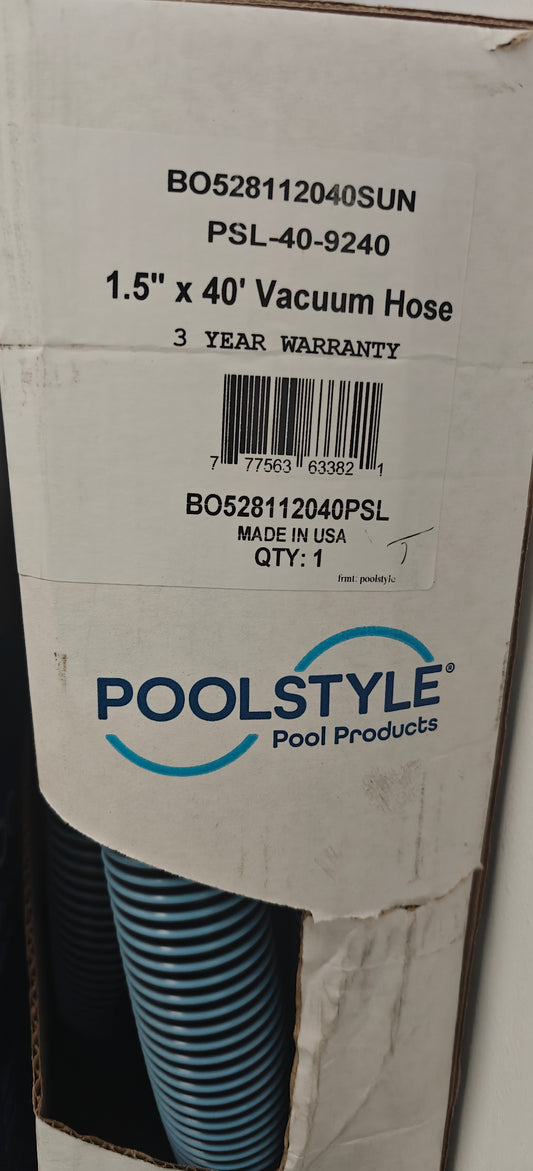 BO528112040SUN
PSL-40-9240
1.5" x 40' Vacuum Hose
3 YEAR WARRANTY
7 77563 63382 1
BO528112040PSL
MADE IN USA
QTY: 1
frmt: poolstyle
POOLSTYLE®
Pool Products